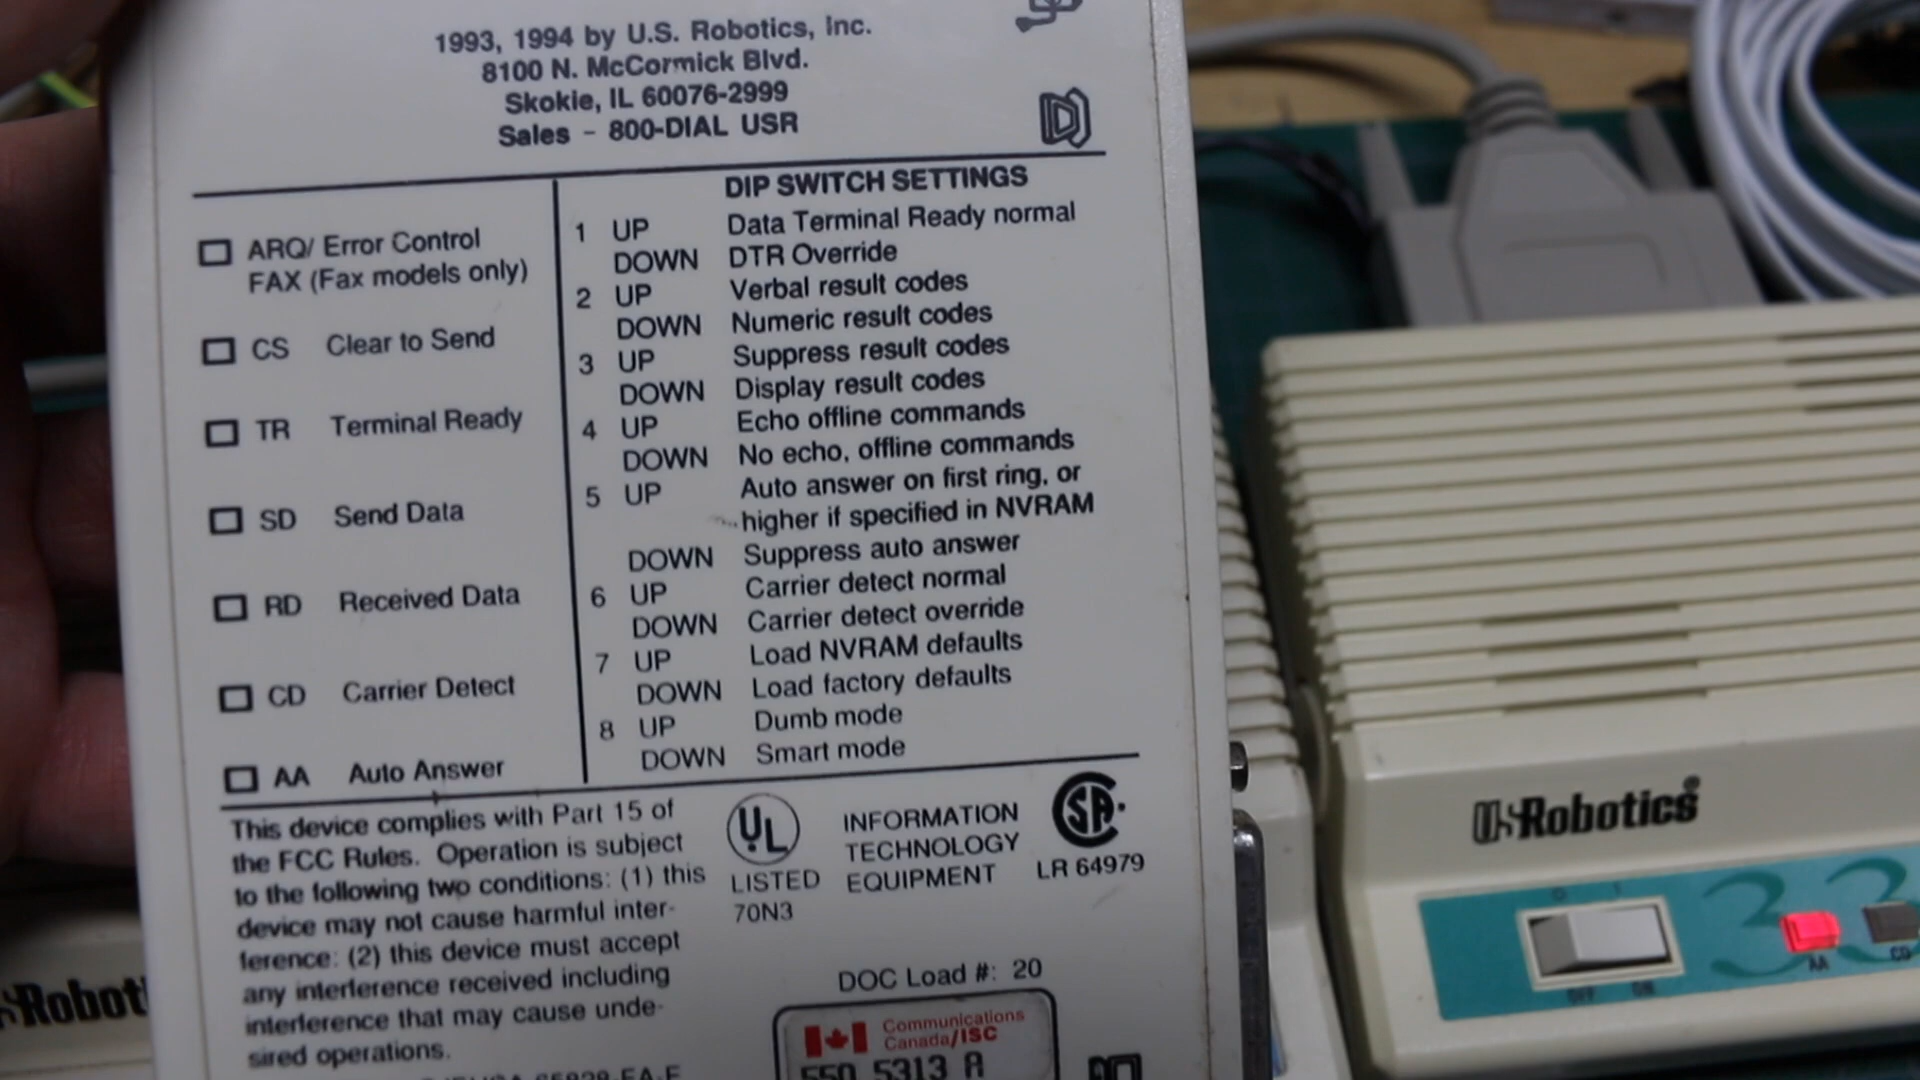 1993, 1994 by U.S. Robotics, Inc.
8100 N. McCormick Blvd.
Skokie, IL 60076-2999
Sales - 800-DIAL USR
ARQ/ Error Control
FAX (Fax models only)
CS Clear to Send
TR Terminal Ready
SD Send Data
RD Received Data
CD Carrier Detect
AA Auto Answer
DIP SWITCH SETTINGS
1 UP Data Terminal Ready normal
DOWN DTR Override
2 UP Verbal result codes
DOWN Numeric result codes
3 UP Suppress result codes
DOWN Display result codes
4 UP Echo offline commands
DOWN No echo, offline commands
5 UP Auto answer on first ring, or
higher if specified in NVRAM
DOWN Suppress auto answer
6 UP Carrier detect normal
DOWN Carrier detect override
7 UP Load NVRAM defaults
DOWN Load factory defaults
8 UP Dumb mode
DOWN Smart mode
This device complies with Part 15 of
the FCC Rules. Operation is subject
to the following two conditions: (1) this
device may not cause harmful inter-
ference: (2) this device must accept
any interference received including
interference that may cause unde-
sired operations.
UL
LISTED
70N3
INFORMATION
TECHNOLOGY
EQUIPMENT
SA
LR 64979
DOC Load #: 20
Communications
Canada/ISC
550 5313 A
US Robotics
33
OFF ON
AA
CD